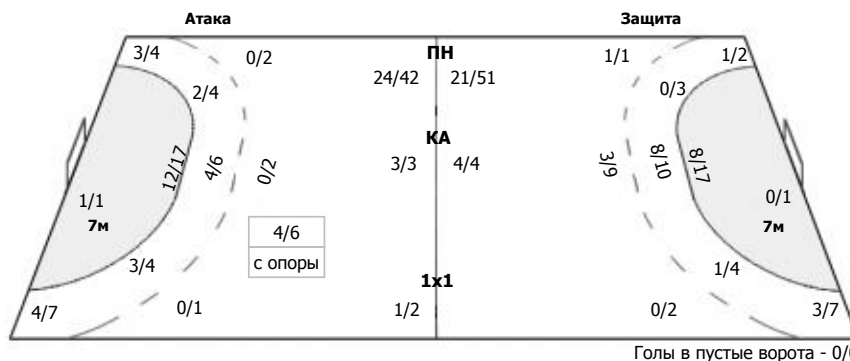 Атака Защита
3/4 0/2 ПН 1/1 1/2
24/42 21/51
2/4 0/3
КА
12/17 4/6 0/2 3/3 4/4 3/9 8/10 8/17
1/1 0/1
7м 7м
4/6
с опоры
3/4 1/4
1х1
4/7 0/1 1/2 0/2 3/7
Голы в пустые ворота - 0/